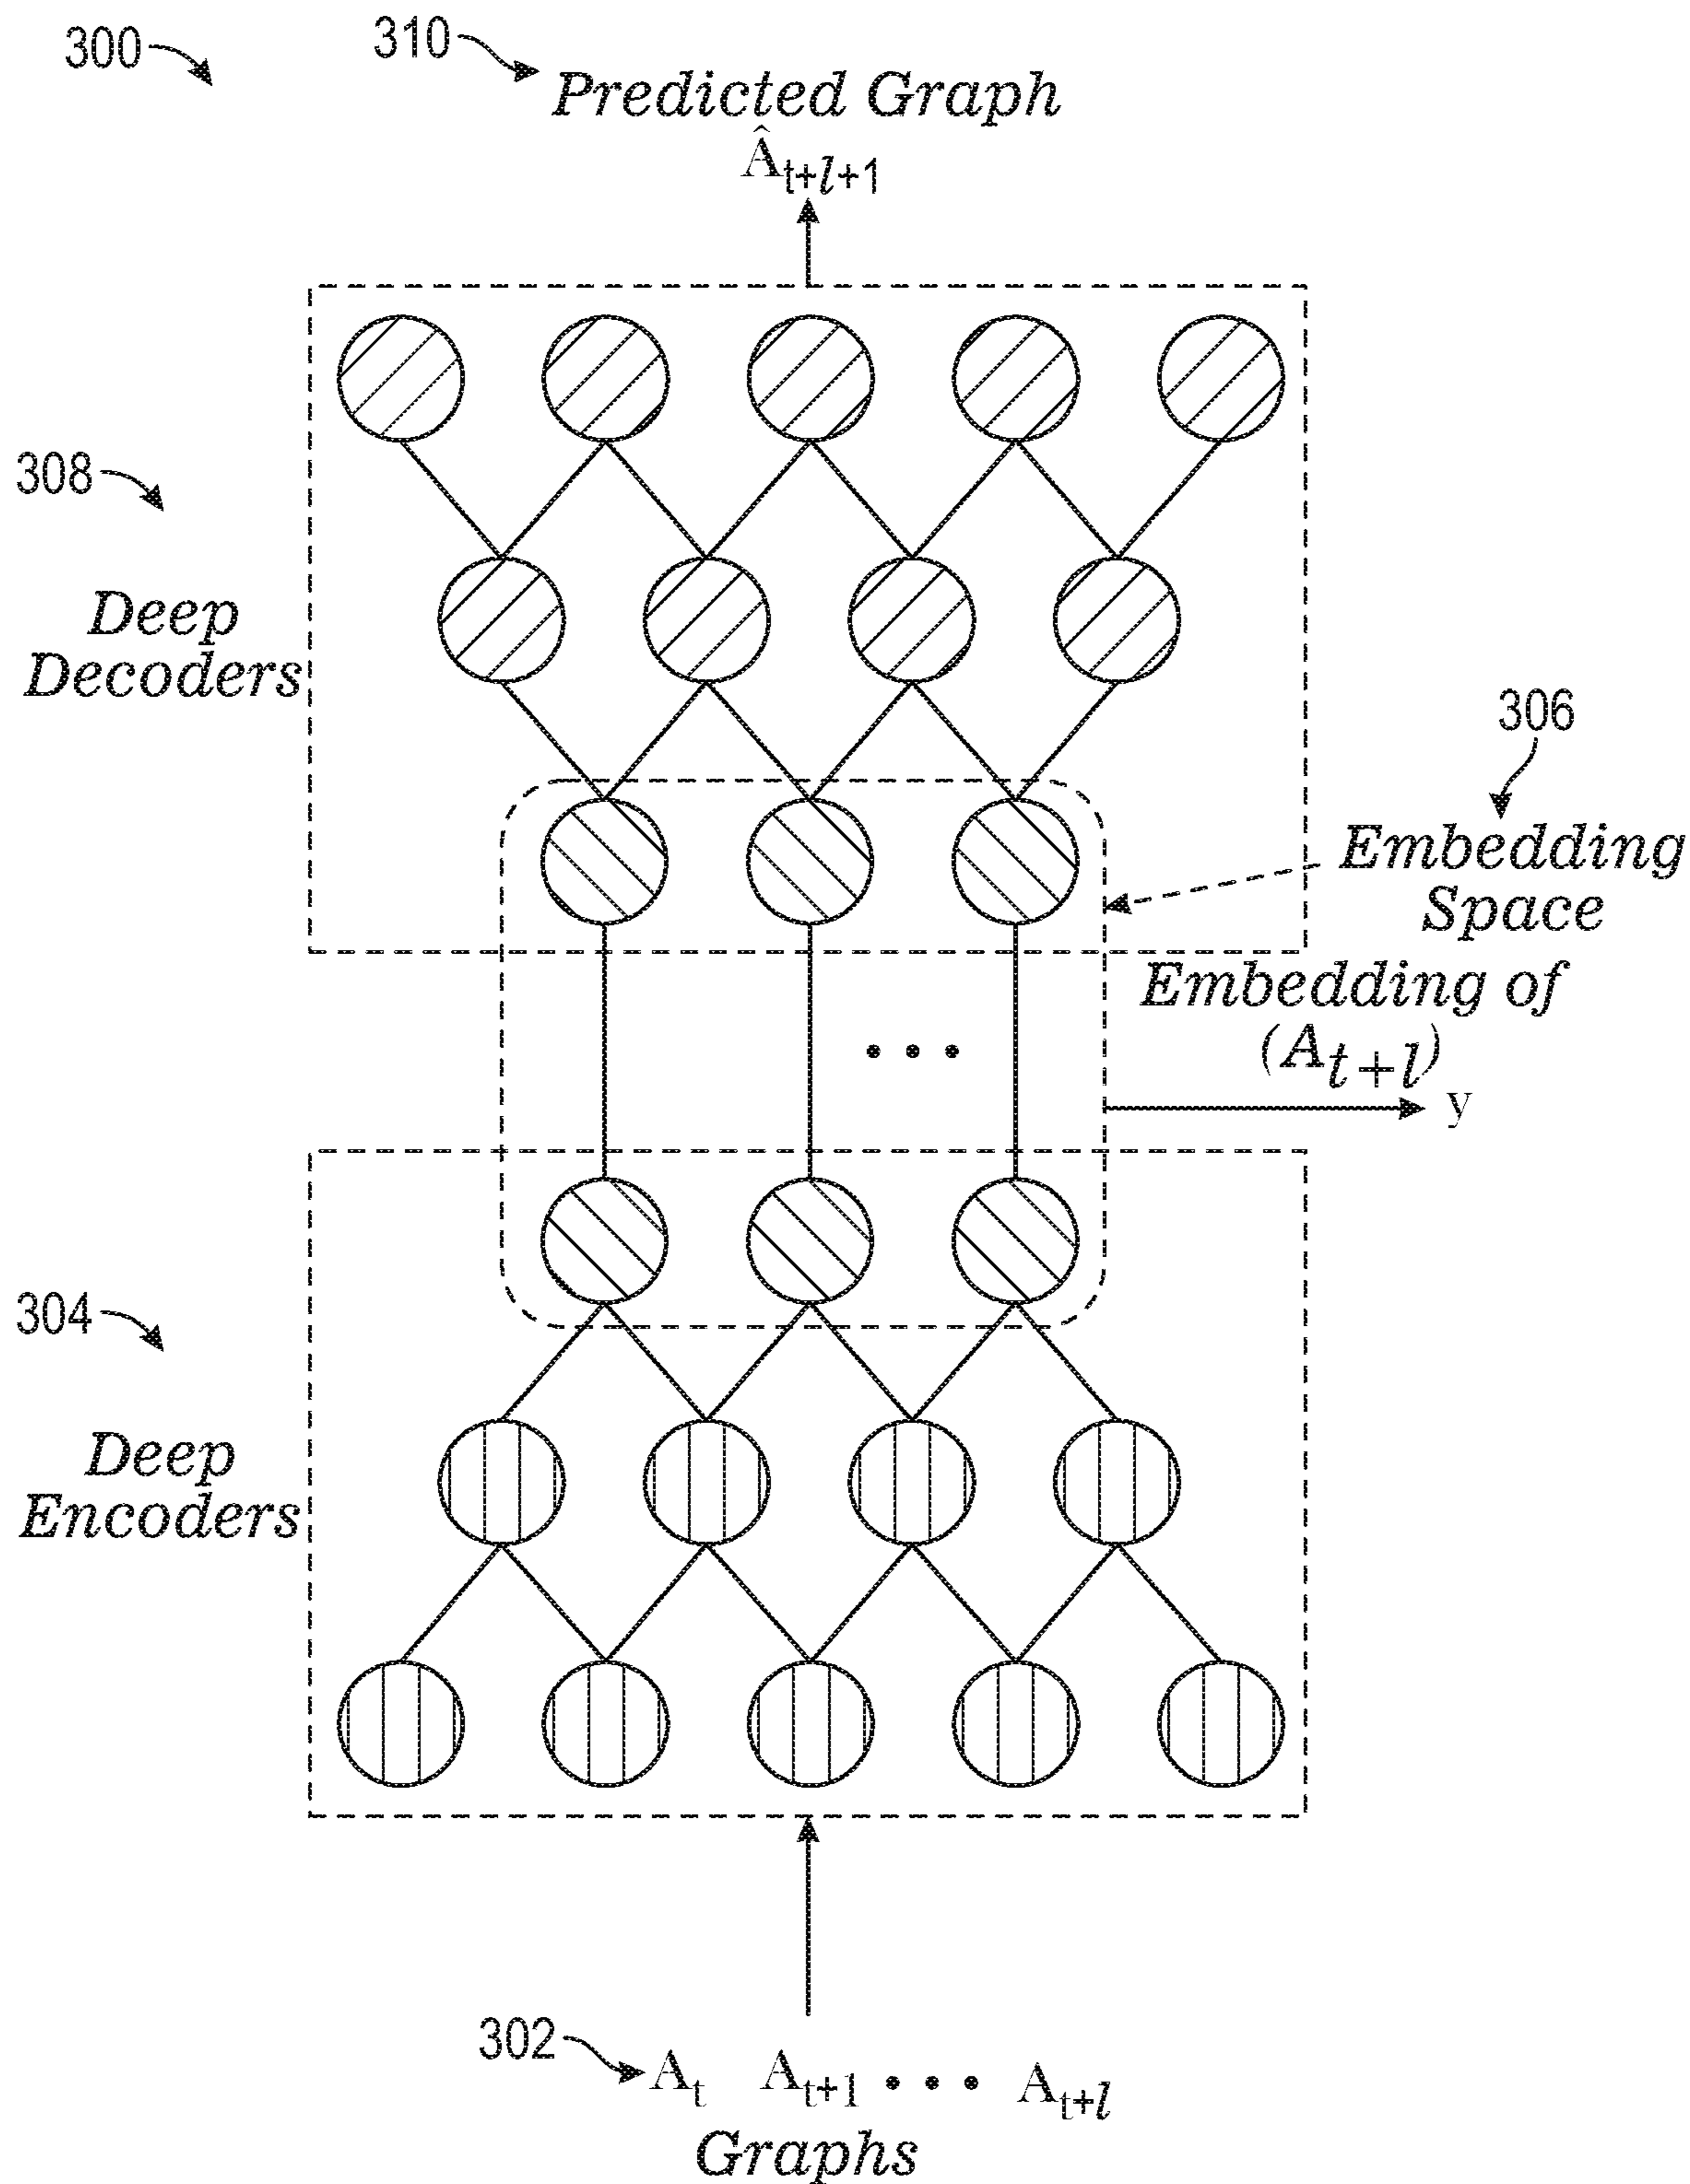 300
310
Predicted Graph
Â_{t+l+1}
308
Deep
Decoders
306
Embedding
Space
Embedding of
(A_{t+l})
y
304
Deep
Encoders
302
A_t A_{t+1} • • • A_{t+l}
Graphs